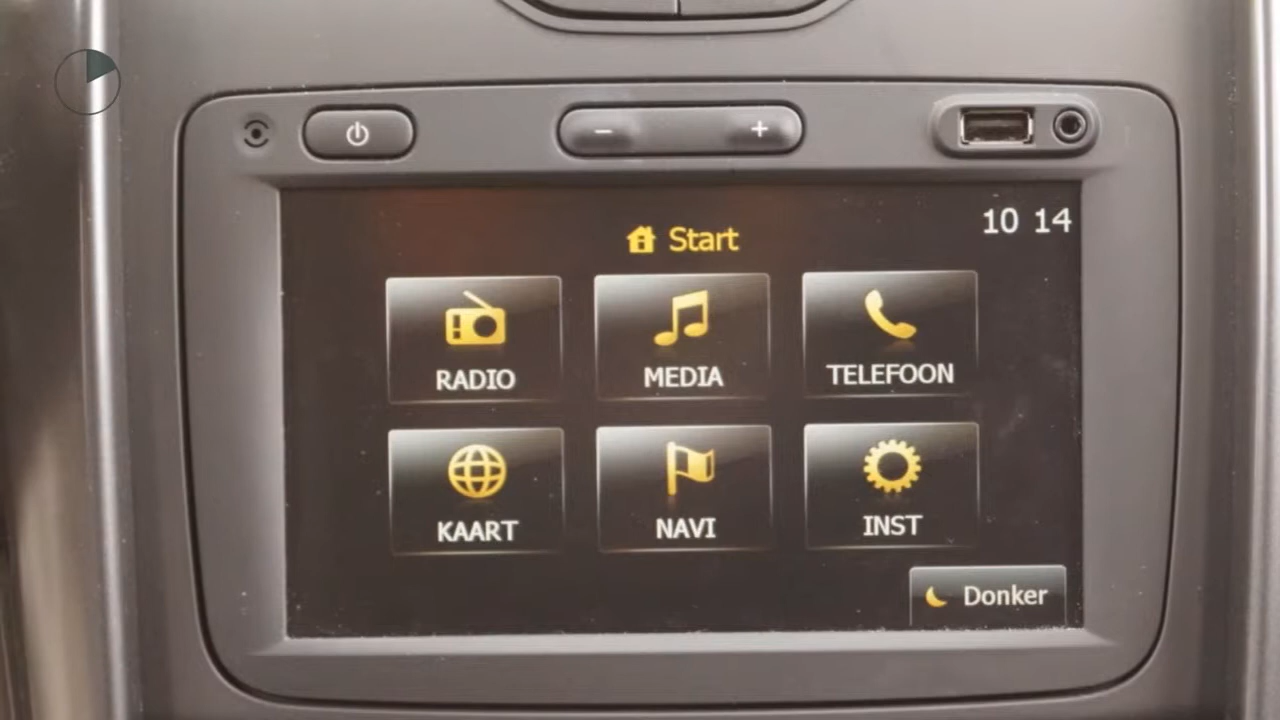 − +
Start
10 14
RADIO MEDIA TELEFOON
KAART NAVI INST
Donker